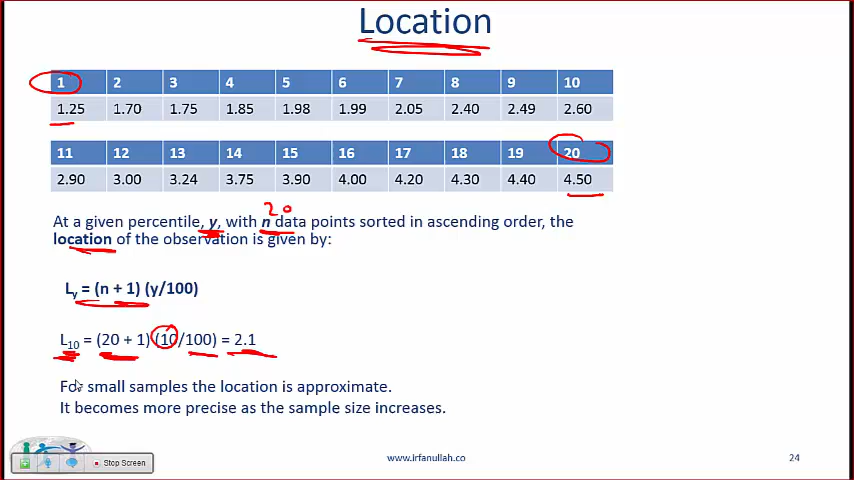 Location
1 2 3 4 5 6 7 8 9 10
1.25 1.70 1.75 1.85 1.98 1.99 2.05 2.40 2.49 2.60
11 12 13 14 15 16 17 18 19 20
2.90 3.00 3.24 3.75 3.90 4.00 4.20 4.30 4.40 4.50
20
At a given percentile, y, with n data points sorted in ascending order, the
location of the observation is given by:
Ly = (n + 1) (y/100)
L10 = (20 + 1) (10/100) = 2.1
For small samples the location is approximate.
It becomes more precise as the sample size increases.
Stop Screen
www.irfanullah.co
24